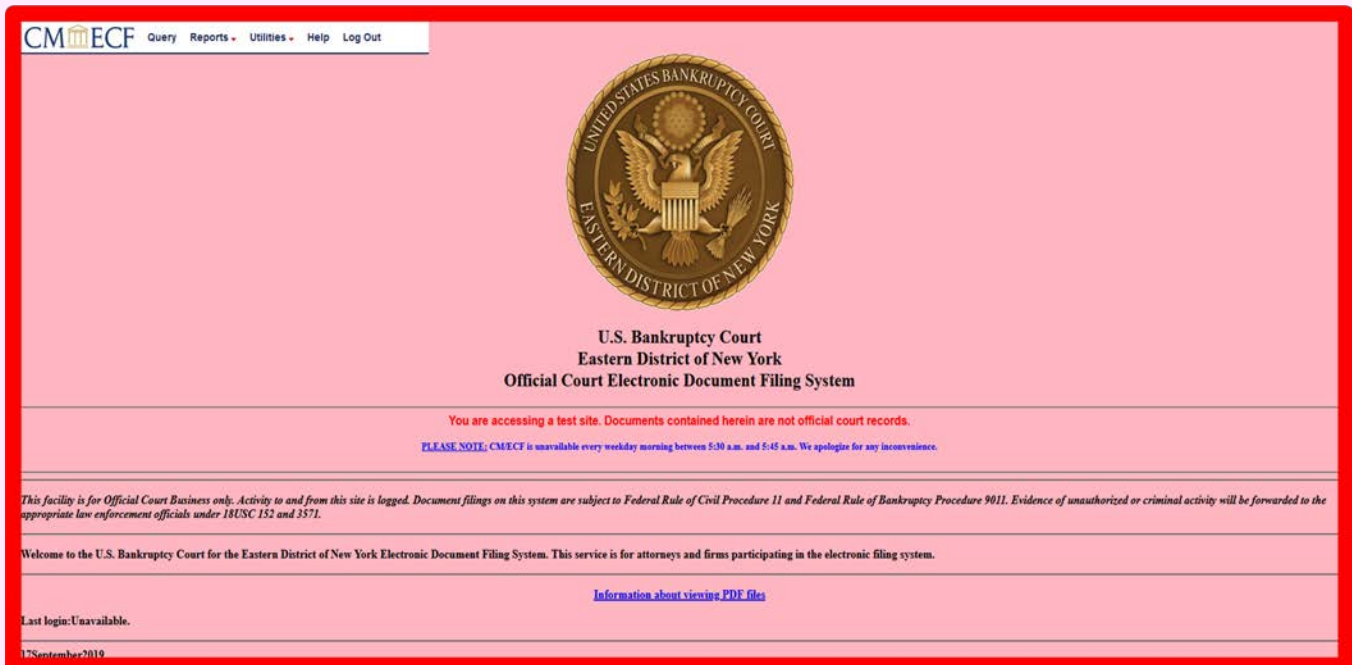 CM ECF Query Reports Utilities Help Log Out
UNITED STATES BANKRUPTCY COURT
EASTERN DISTRICT OF NEW YORK
U.S. Bankruptcy Court
Eastern District of New York
Official Court Electronic Document Filing System
You are accessing a test site. Documents contained herein are not official court records.
PLEASE NOTE: CM/ECF is unavailable every weekday morning between 5:30 a.m. and 5:45 a.m. We apologize for any inconvenience.
This facility is for Official Court Business only. Activity to and from this site is logged. Document filings on this system are subject to Federal Rule of Civil Procedure 11 and Federal Rule of Bankruptcy Procedure 9011. Evidence of unauthorized or criminal activity will be forwarded to the
appropriate law enforcement officials under 18USC 152 and 3571.
Welcome to the U.S. Bankruptcy Court for the Eastern District of New York Electronic Document Filing System. This service is for attorneys and firms participating in the electronic filing system.
Information about viewing PDF files
Last login:Unavailable.
17September2019